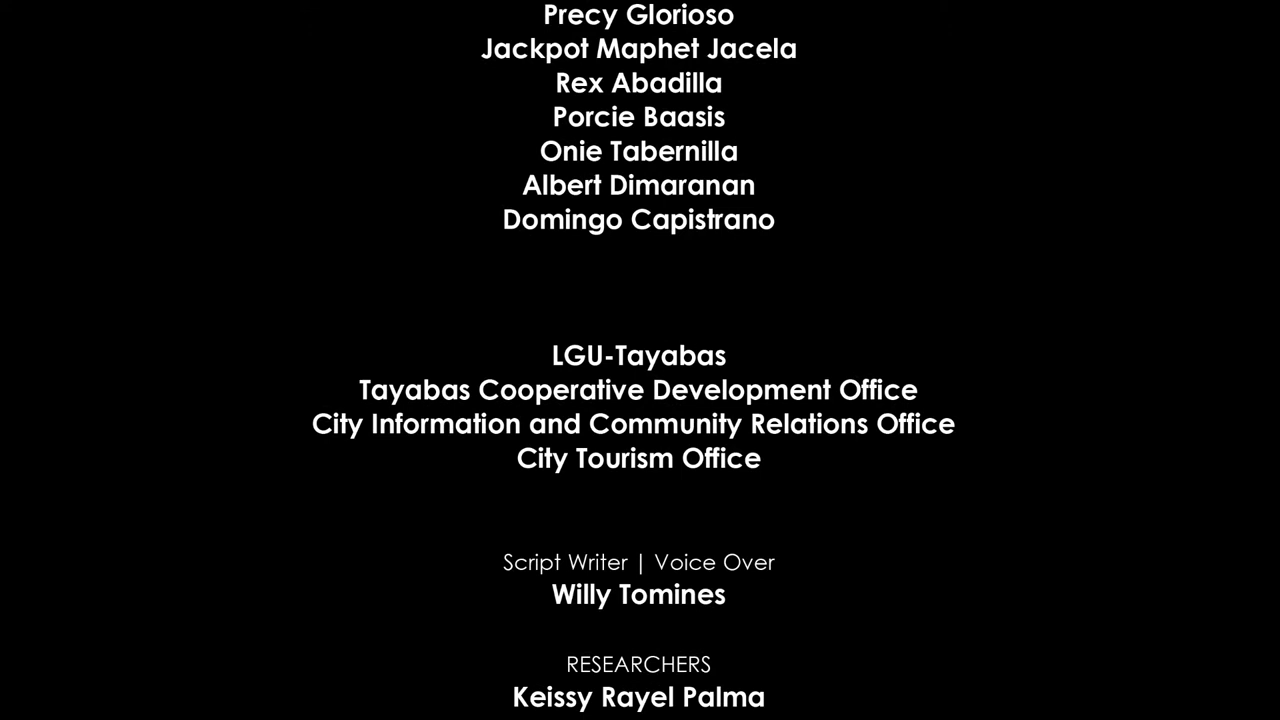 Precy Glorioso
Jackpot Maphet Jacela
Rex Abadilla
Porcie Baasis
Onie Tabernilla
Albert Dimaranan
Domingo Capistrano
LGU-Tayabas
Tayabas Cooperative Development Office
City Information and Community Relations Office
City Tourism Office
Script Writer | Voice Over
Willy Tomines
RESEARCHERS
Keissy Rayel Palma